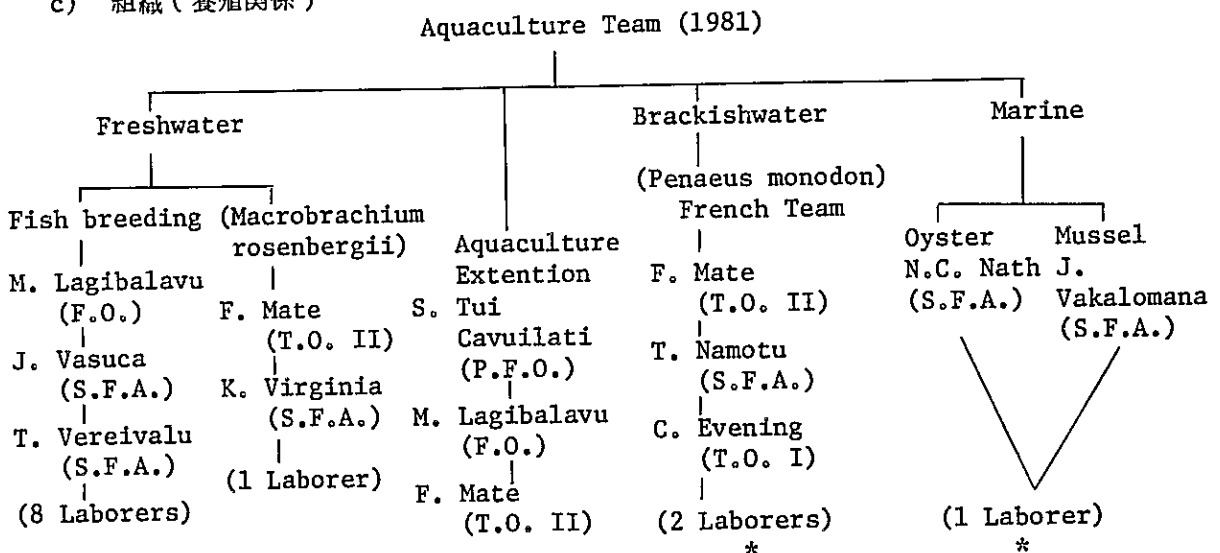 c) 組織（養殖関係）
Aquaculture Team (1981)
Freshwater
Fish breeding
M. Lagibalavu
(F.O.)
J. Vasuca
(S.F.A.)
T. Vereivalu
(S.F.A.)
(8 Laborers)
(Macrobrachium
rosenbergii)
F. Mate
(T.O. II)
K. Virginia
(S.F.A.)
(1 Laborer)
Aquaculture
Extention
S. Tui
Cavuilati
(P.F.O.)
M. Lagibalavu
(F.O.)
F. Mate
(T.O. II)
Brackishwater
(Penaeus monodon)
French Team
F. Mate
(T.O. II)
T. Namotu
(S.F.A.)
C. Evening
(T.O. I)
(2 Laborers)
*
Marine
Oyster
N.C. Nath
(S.F.A.)
Mussel
J.
Vakalomana
(S.F.A.)
(1 Laborer)
*